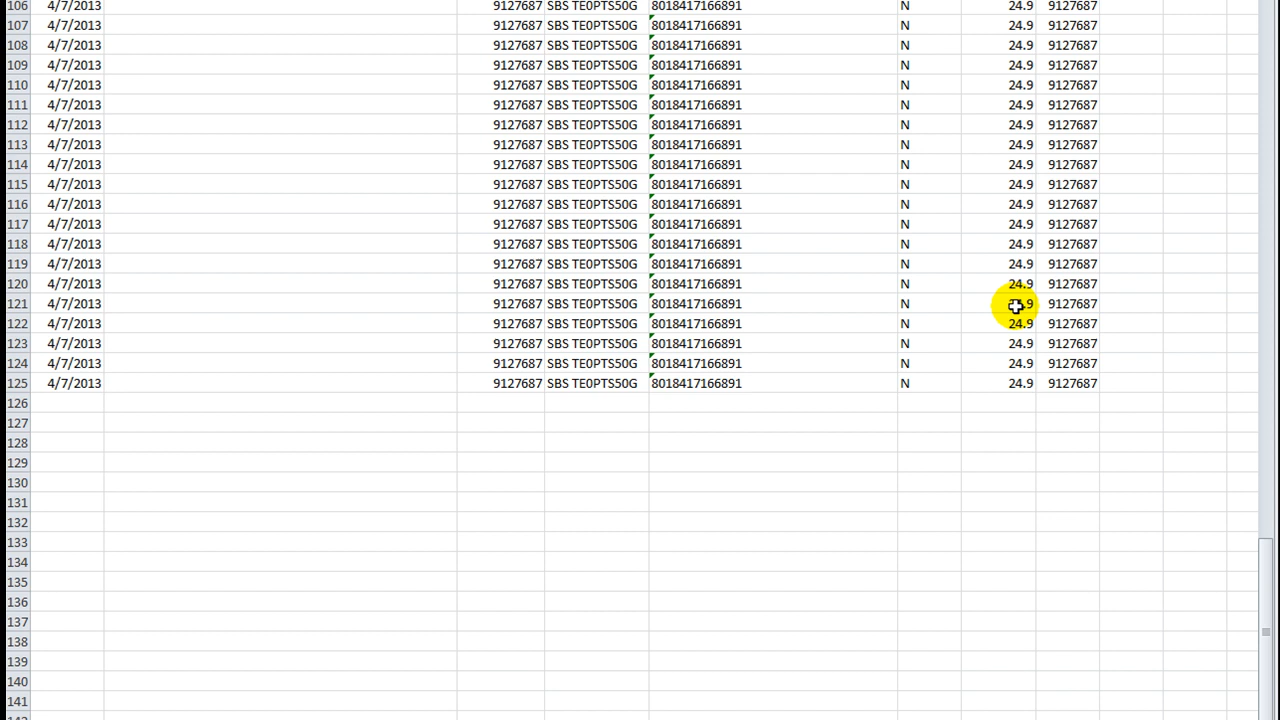 106 4/7/2013 9127687 SBS TE0PTS50G 8018417166891 N 24.9 9127687
107 4/7/2013 9127687 SBS TE0PTS50G 8018417166891 N 24.9 9127687
108 4/7/2013 9127687 SBS TE0PTS50G 8018417166891 N 24.9 9127687
109 4/7/2013 9127687 SBS TE0PTS50G 8018417166891 N 24.9 9127687
110 4/7/2013 9127687 SBS TE0PTS50G 8018417166891 N 24.9 9127687
111 4/7/2013 9127687 SBS TE0PTS50G 8018417166891 N 24.9 9127687
112 4/7/2013 9127687 SBS TE0PTS50G 8018417166891 N 24.9 9127687
113 4/7/2013 9127687 SBS TE0PTS50G 8018417166891 N 24.9 9127687
114 4/7/2013 9127687 SBS TE0PTS50G 8018417166891 N 24.9 9127687
115 4/7/2013 9127687 SBS TE0PTS50G 8018417166891 N 24.9 9127687
116 4/7/2013 9127687 SBS TE0PTS50G 8018417166891 N 24.9 9127687
117 4/7/2013 9127687 SBS TE0PTS50G 8018417166891 N 24.9 9127687
118 4/7/2013 9127687 SBS TE0PTS50G 8018417166891 N 24.9 9127687
119 4/7/2013 9127687 SBS TE0PTS50G 8018417166891 N 24.9 9127687
120 4/7/2013 9127687 SBS TE0PTS50G 8018417166891 N 24.9 9127687
121 4/7/2013 9127687 SBS TE0PTS50G 8018417166891 N 9127687
122 4/7/2013 9127687 SBS TE0PTS50G 8018417166891 N 24.9 9127687
123 4/7/2013 9127687 SBS TE0PTS50G 8018417166891 N 24.9 9127687
124 4/7/2013 9127687 SBS TE0PTS50G 8018417166891 N 24.9 9127687
125 4/7/2013 9127687 SBS TE0PTS50G 8018417166891 N 24.9 9127687
126
127
128
129
130
131
132
133
134
135
136
137
138
139
140
141